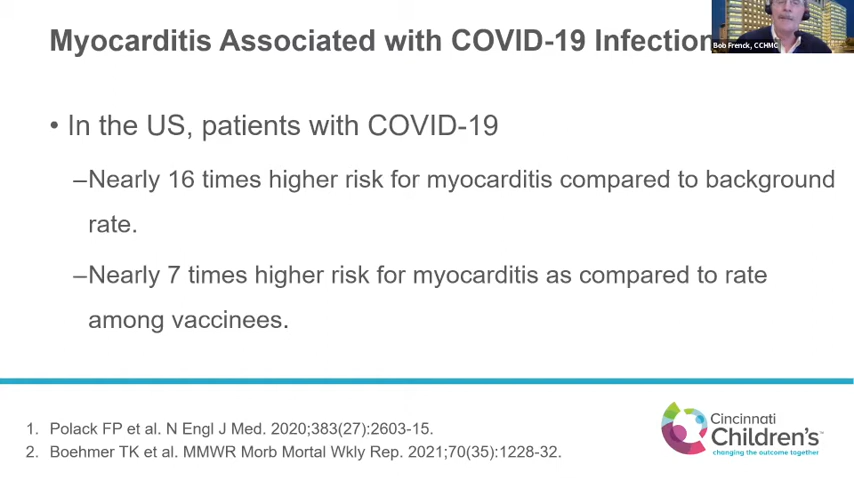 Myocarditis Associated with COVID-19 Infection
Bob Frenck, CCHMC
• In the US, patients with COVID-19
–Nearly 16 times higher risk for myocarditis compared to background
rate.
–Nearly 7 times higher risk for myocarditis as compared to rate
among vaccinees.
1. Polack FP et al. N Engl J Med. 2020;383(27):2603-15.
2. Boehmer TK et al. MMWR Morb Mortal Wkly Rep. 2021;70(35):1228-32.
Cincinnati
Children's™
changing the outcome together